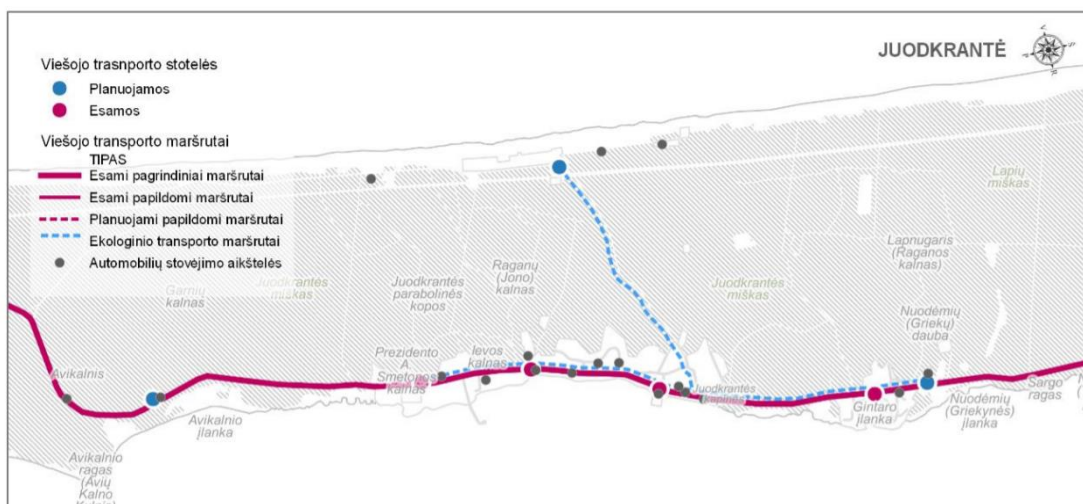 JUODKRANTĖ
Viešojo trasnporto stotelės
Planuojamos
Esamos
Viešojo transporto maršrutai
TIPAS
Esami pagrindiniai maršrutai
Esami papildomi maršrutai
Planuojami papildomi maršrutai
Ekologinio transporto maršrutai
Automobilių stovėjimo aikštelės
Lapių
miškas
Garnių
kalnas
Juodkrantės
miškas
Juodkrantės
parabolinės
kopos
Raganų
(Jono)
kalnas
Juodkrantės
miškas
Lapnugaris
(Raganos
kalnas)
Nuodėmių
(Griekų)
dauba
Prezidento
A.
Smetonos
kalnas
Ievos
kalnas
Avikalnis
Avikalnio
įlanka
Avikalnio
ragas
(Avių
Kalno
Juodkrantės
kapinės
Gintaro
įlanka
Nuodėmių
(Griekynės)
įlanka
Sargo
ragas